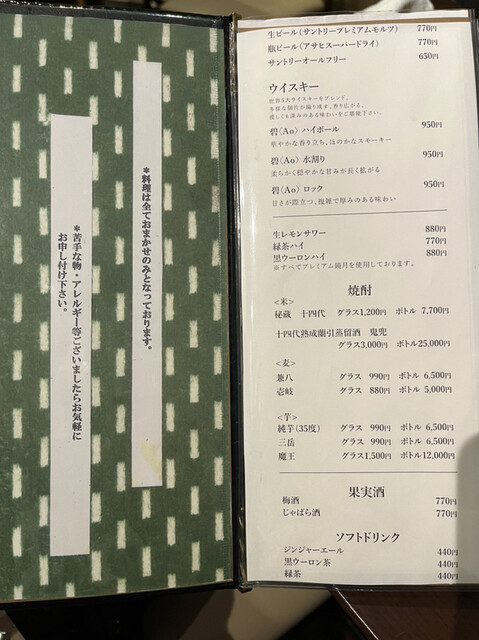 ＊料理は全ておまかせのみとなっております。
＊苦手な物・アレルギー等ございましたらお気軽に
お申し付け下さい。
生ビール（サントリープレミアムモルツ） 770円
瓶ビール（アサヒスーパードライ） 770円
サントリーオールフリー 650円
ウイスキー
世界5大ウイスキーをブレンド。
多様な個性が織り成す、香り広がる、
優しくも深みのある味わいをご堪能下さい。
碧〈Ao〉ハイボール 950円
華やかな香り立ち、ほのかなスモーキー
碧〈Ao〉水割り 950円
柔らかく穏やかな甘みが長く拡がる
碧〈Ao〉ロック 950円
甘さが際立つ、複雑で厚みのある味わい
生レモンサワー 880円
緑茶ハイ 770円
黒ウーロンハイ 880円
※すべてプレミアム鏡月を使用しております。
焼酎
<米>
秘蔵 十四代 グラス1,200円 ボトル 7,700円
十四代熟成蘭引蒸留酒 鬼兜
グラス3,000円 ボトル25,000円
<麦>
兼八 グラス 990円 ボトル 6,500円
壱岐 グラス 880円 ボトル 5,000円
<芋>
純芋(35度) グラス 990円 ボトル 6,500円
三岳 グラス 990円 ボトル 6,500円
魔王 グラス1,500円 ボトル12,000円
果実酒
梅酒 770円
じゃばら酒 770円
ソフトドリンク
ジンジャーエール 440円
黒ウーロン茶 440円
緑茶 440円